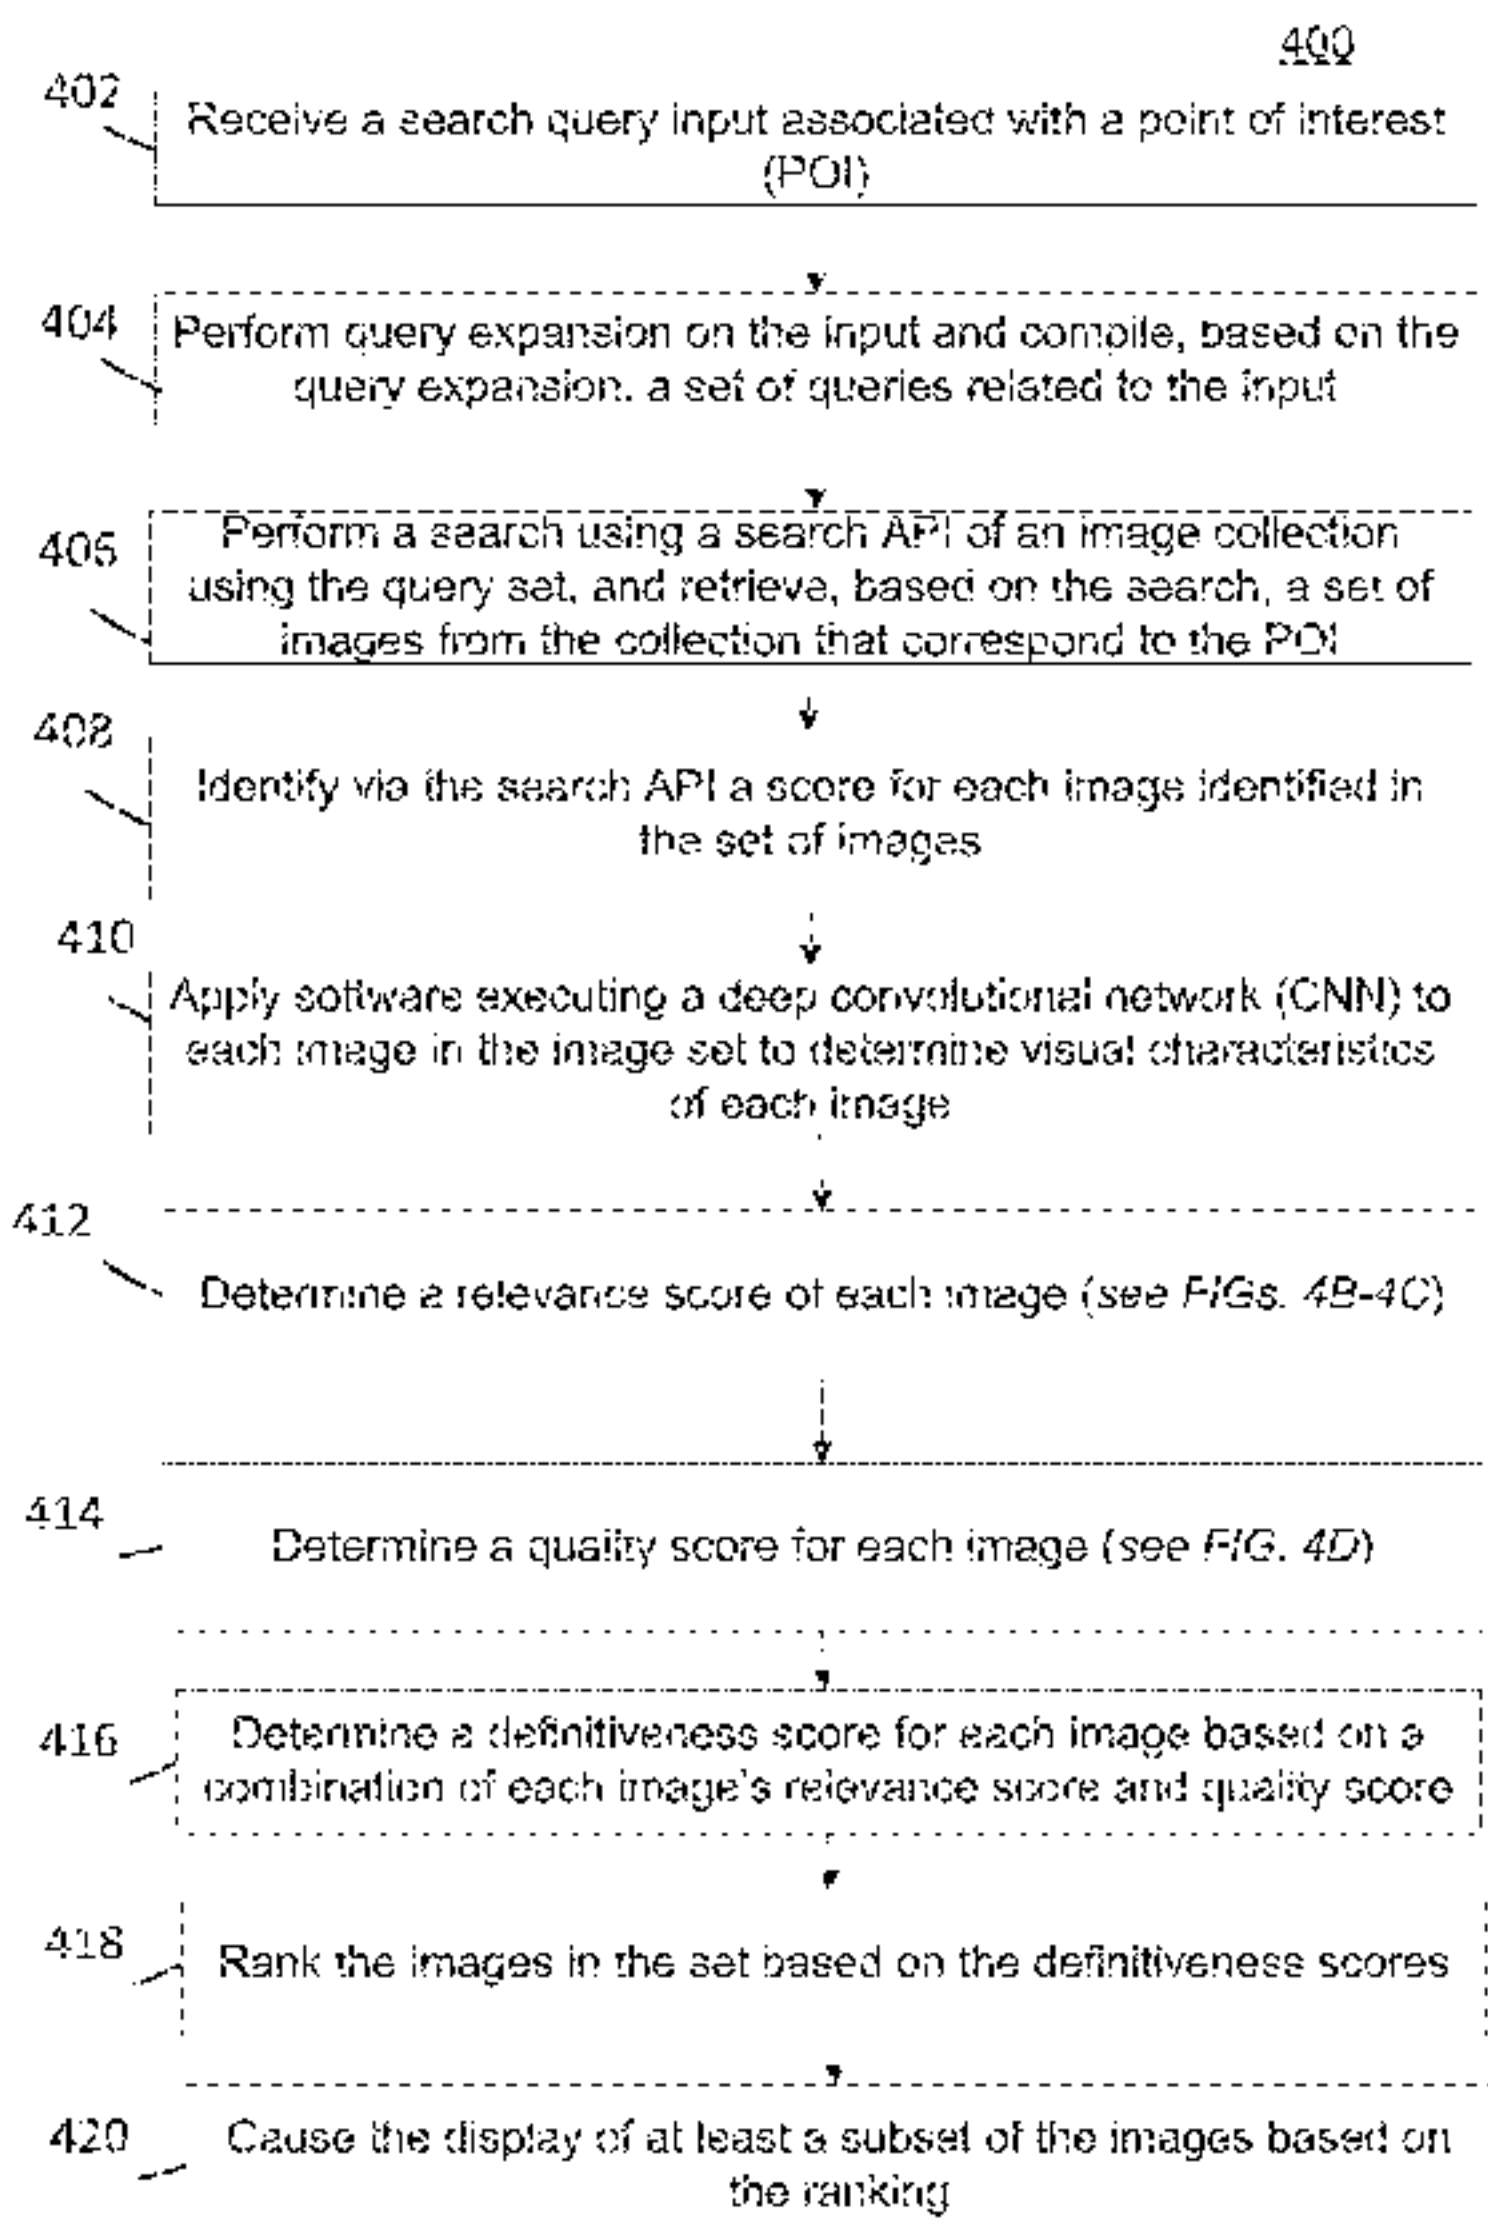 400
402
Receive a search query input associated with a point of interest
(POI)
404
Perform query expansion on the input and compile, based on the
query expansion, a set of queries related to the input
406
Perform a search using a search API of an image collection
using the query set, and retrieve, based on the search, a set of
images from the collection that correspond to the POI
408
Identify via the search API a score for each image identified in
the set of images
410
Apply software executing a deep convolutional network (CNN) to
each image in the image set to determine visual characteristics
of each image
412
Determine a relevance score of each image (see FIGs. 4B-4C)
414
Determine a quality score for each image (see FIG. 4D)
416
Determine a definitiveness score for each image based on a
combination of each image's relevance score and quality score
418
Rank the images in the set based on the definitiveness scores
420
Cause the display of at least a subset of the images based on
the ranking